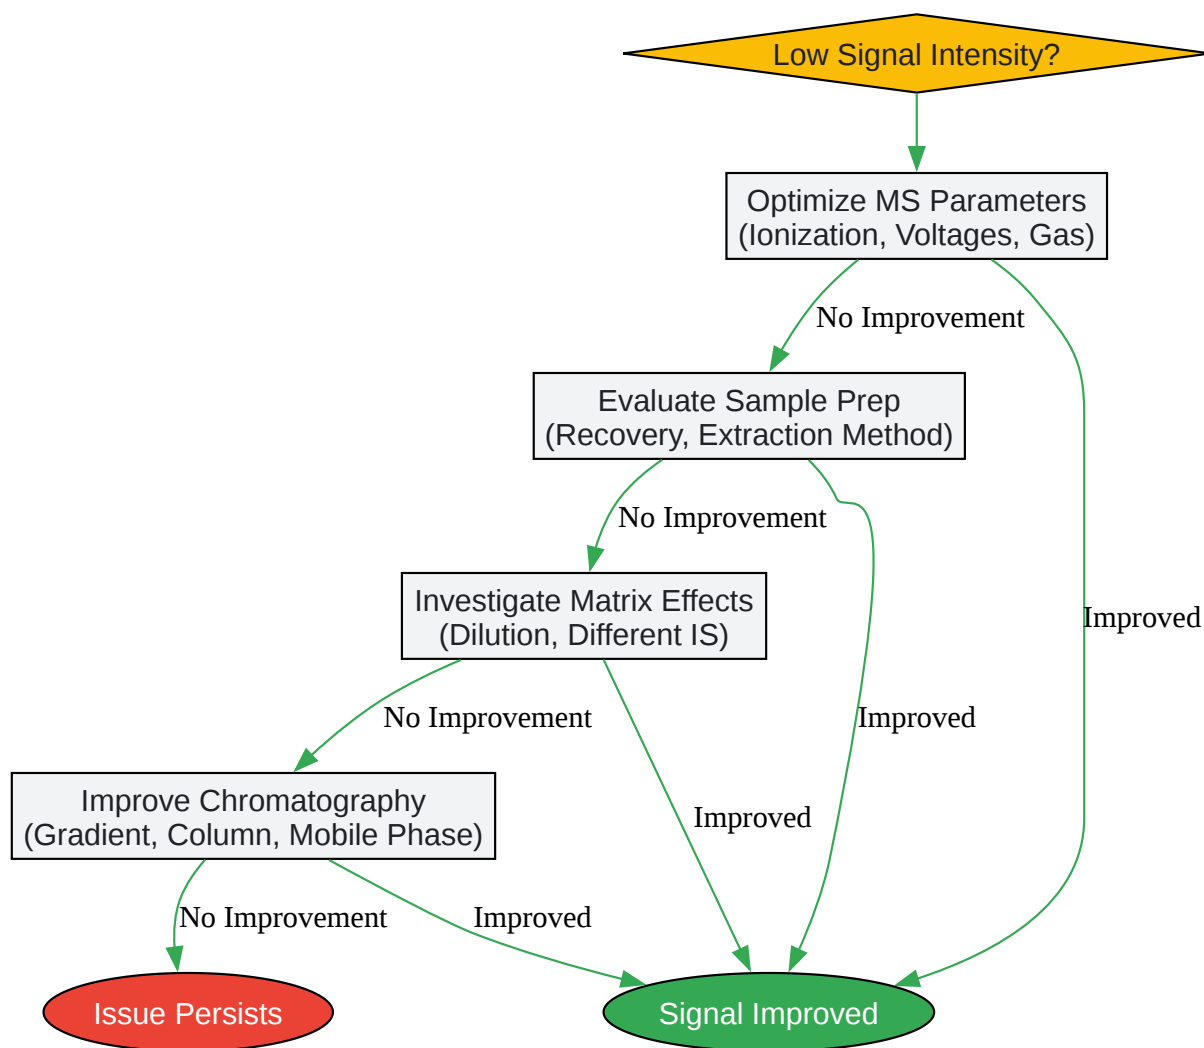 Low Signal Intensity?
Optimize MS Parameters
(Ionization, Voltages, Gas)
No Improvement
Evaluate Sample Prep
(Recovery, Extraction Method)
No Improvement
Improved
Investigate Matrix Effects
(Dilution, Different IS)
No Improvement
Improved
Improve Chromatography
(Gradient, Column, Mobile Phase)
Improved
No Improvement
Improved
Issue Persists
Signal Improved